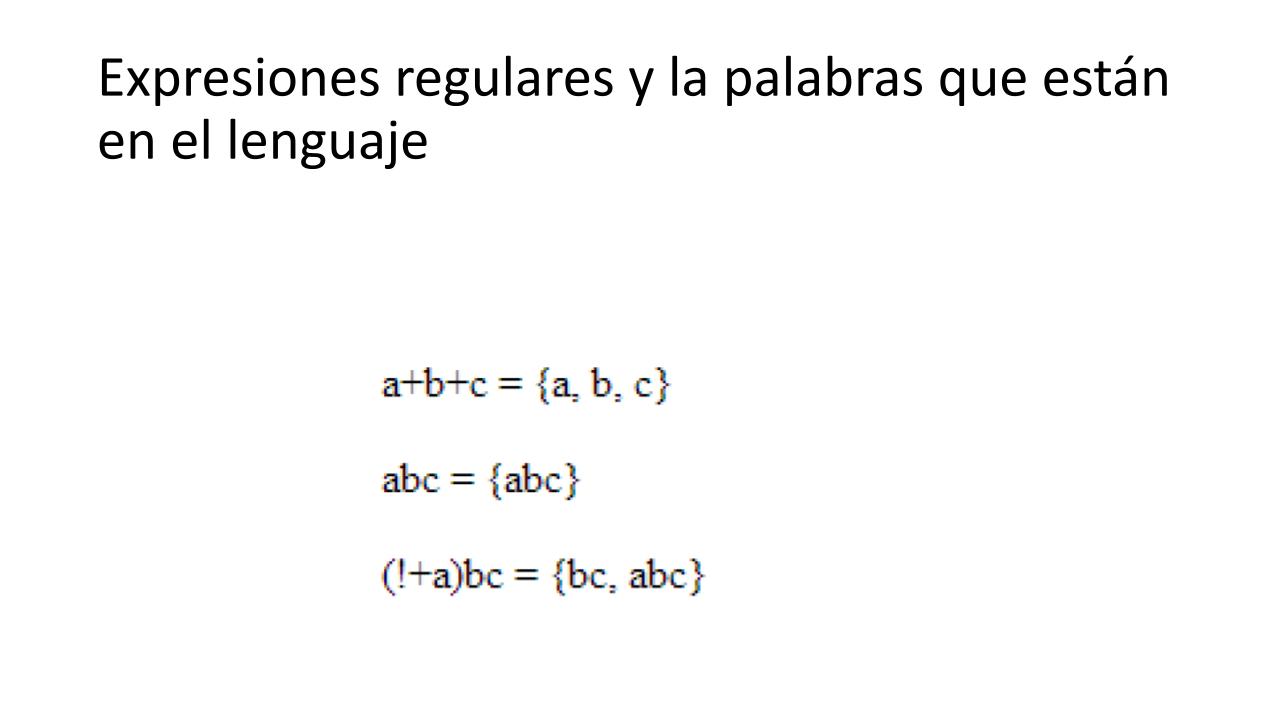 Expresiones regulares y la palabras que están
en el lenguaje
a+b+c = {a, b, c}
abc = {abc}
(!+a)bc = {bc, abc}